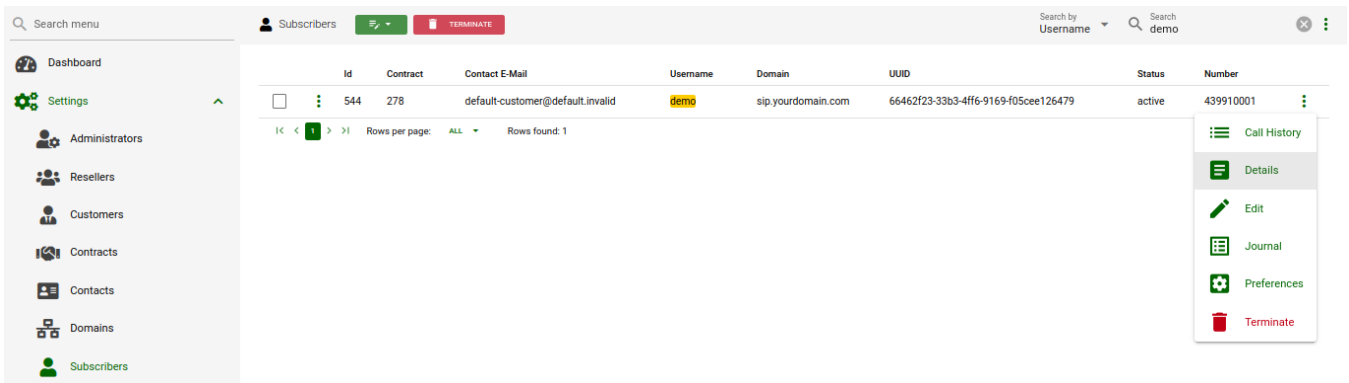 Search menu
Subscribers
TERMINATE
Search by
Username
Search
demo
Dashboard
Settings
Administrators
Resellers
Customers
Contracts
Contacts
Domains
Subscribers
Id Contract Contact E-Mail Username Domain UUID Status Number
544 278 default-customer@default.invalid demo sip.yourdomain.com 66462f23-33b3-4ff6-9169-f05cee126479 active 439910001
1 Rows per page: ALL Rows found: 1
Call History
Details
Edit
Journal
Preferences
Terminate